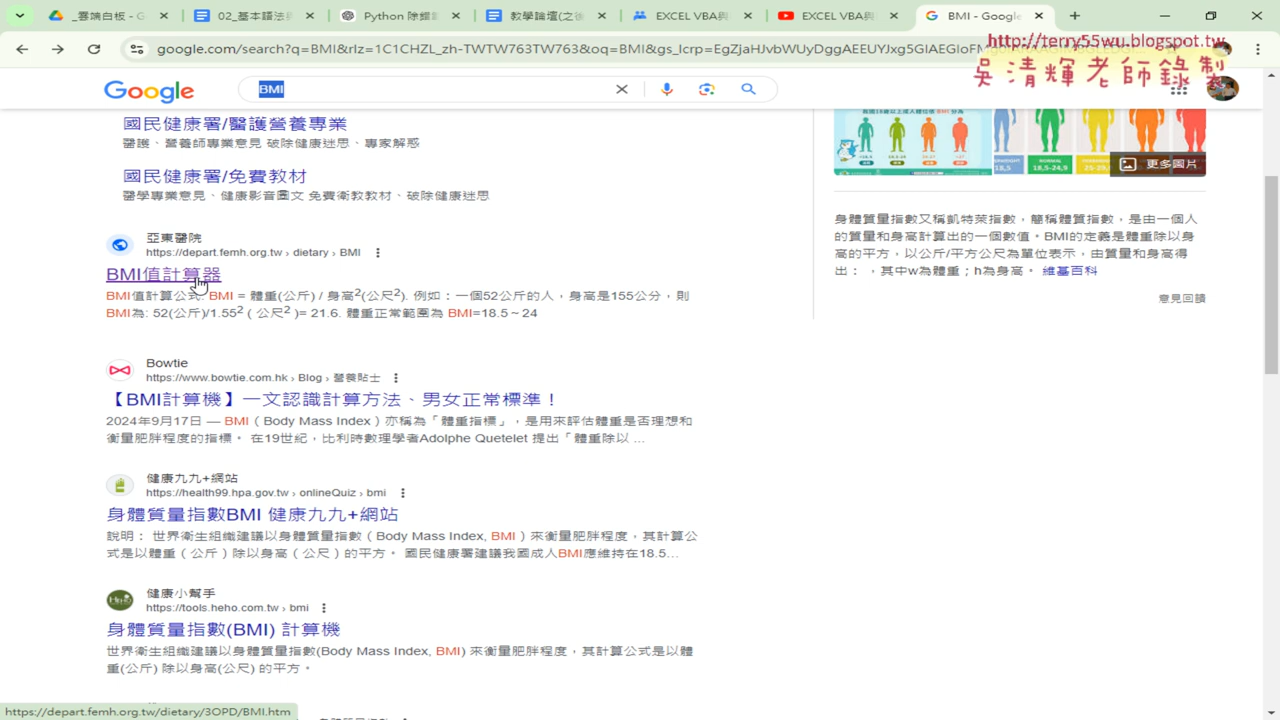 _雲端白板 - G
02_基本語法
Python 除錯
教學論壇(之後
EXCEL VBA與
EXCEL VBA與
BMI - Google
google.com/search?q=BMI&rlz=1C1CHZL_zh-TWTW763TW763&oq=BMI&gs_lcrp=EgZjaHJvbWUyDggAEEUYJxg5GIAEGIoFM
http://terry55wu.blogspot.tw
吳清輝老師錄製
Google
BMI
國民健康署/醫護營養專業
醫護、營養師專業意見 破除健康迷思、專家解惑
國民健康署/免費教材
醫學專業意見、健康影音圖文 免費衛教教材、破除健康迷思
亞東醫院
https://depart.femh.org.tw › dietary › BMI
BMI值計算器
BMI值計算公式: BMI = 體重(公斤) / 身高²(公尺²). 例如：一個52公斤的人，身高是155公分，則
BMI為: 52(公斤)/1.55² ( 公尺² )= 21.6. 體重正常範圍為 BMI=18.5～24
Bowtie
https://www.bowtie.com.hk › Blog › 營養貼士
【BMI計算機】一文認識計算方法、男女正常標準！
2024年9月17日 — BMI（Body Mass Index）亦稱為「體重指標」，是用來評估體重是否理想和
衡量肥胖程度的指標。 在19世紀，比利時數理學者Adolphe Quetelet 提出「體重除以 ...
健康九九+網站
https://health99.hpa.gov.tw › onlineQuiz › bmi
身體質量指數BMI 健康九九+網站
說明： 世界衛生組織建議以身體質量指數（Body Mass Index, BMI ）來衡量肥胖程度，其計算公
式是以體重（公斤）除以身高（公尺）的平方。 國民健康署建議我國成人BMI應維持在18.5...
健康小幫手
https://tools.heho.com.tw › bmi
身體質量指數(BMI) 計算機
世界衛生組織建議以身體質量指數(Body Mass Index, BMI) 來衡量肥胖程度，其計算公式是以體
重(公斤) 除以身高(公尺) 的平方。
https://depart.femh.org.tw/dietary/3OPD/BMI.htm
18.5
18.5-24.9
更多圖片
身體質量指數又稱凱特萊指數，簡稱體質指數，是由一個人
的質量和身高計算出的一個數值。BMI的定義是體重除以身
高的平方，以公斤/平方公尺為單位表示，由質量和身高得
出： ，其中w為體重；h為身高。 維基百科
意見回饋